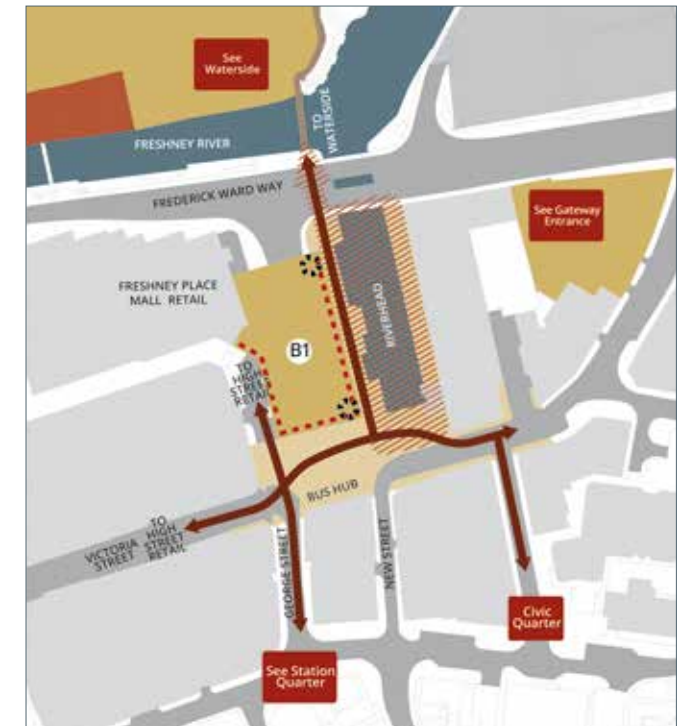 See
Waterside
FRESHNEY RIVER
TO
WATERSIDE
FREDERICK WARD WAY
See Gateway
Entrance
FRESHNEY PLACE
MALL RETAIL
RIVERHEAD
B1
TO
HIGH
STREET
RETAIL
BUS HUB
TO
HIGH
STREET
RETAIL
VICTORIA
STREET
GEORGE STREET
NEW STREET
Civic
Quarter
See Station
Quarter